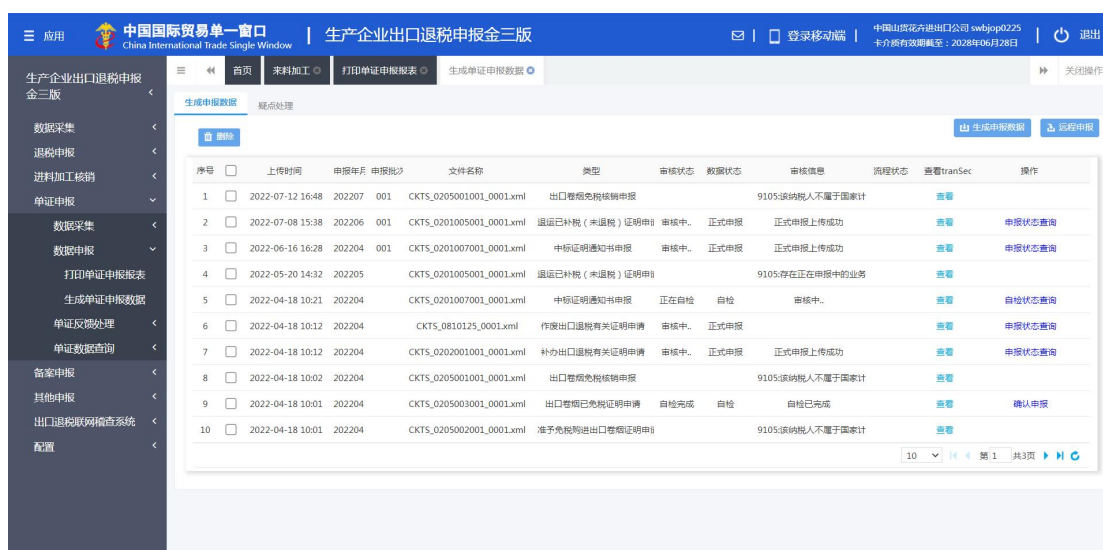 应用
中国国际贸易单一窗口
China International Trade Single Window
生产企业出口退税申报金三版
登录移动端
中国山货花卉进出口公司 swbjop0225
卡介质有效期截至：2028年06月28日
退出
生产企业出口退税申报
金三版
数据采集
退税申报
进料加工核销
单证申报
数据采集
数据申报
打印单证申报报表
生成单证申报数据
单证反馈处理
单证数据查询
备案申报
其他申报
出口退税联网稽查系统
配置
首页 来料加工 打印单证申报报表 生成单证申报数据 关闭操作
生成申报数据 疑点处理
删除 生成申报数据 远程申报
序号 上传时间 申报年月 申报批次 文件名称 类型 审核状态 数据状态 审核信息 流程状态 查看tranSec 操作
1 2022-07-12 16:48 202207 001 CKTS_0205001001_0001.xml 出口卷烟免税核销申报 9105:该纳税人不属于国家计 查看
2 2022-07-08 15:38 202206 001 CKTS_0201005001_0001.xml 退运已补税（未退税）证明申请 审核中.. 正式申报 正式申报上传成功 查看 申报状态查询
3 2022-06-16 16:28 202204 001 CKTS_0201007001_0001.xml 中标证明通知书申报 审核中.. 正式申报 正式申报上传成功 查看 申报状态查询
4 2022-05-20 14:32 202205 CKTS_0201005001_0001.xml 退运已补税（未退税）证明申请 9105:存在正在申报中的业务 查看
5 2022-04-18 10:21 202204 CKTS_0201007001_0001.xml 中标证明通知书申报 正在自检 自检 审核中.. 查看 自检状态查询
6 2022-04-18 10:12 202204 CKTS_0810125_0001.xml 作废出口退税有关证明申请 审核中.. 正式申报 查看 申报状态查询
7 2022-04-18 10:12 202204 CKTS_0202001001_0001.xml 补办出口退税有关证明申请 审核中.. 正式申报 正式申报上传成功 查看 申报状态查询
8 2022-04-18 10:02 202204 CKTS_0205001001_0001.xml 出口卷烟免税核销申报 9105:该纳税人不属于国家计 查看
9 2022-04-18 10:01 202204 CKTS_0205003001_0001.xml 出口卷烟已免税证明申请 自检完成 自检 自检已完成 查看 确认申报
10 2022-04-18 10:01 202204 CKTS_0205002001_0001.xml 准予免税购进出口卷烟证明申请 9105:该纳税人不属于国家计 查看
10 第 1 共3页